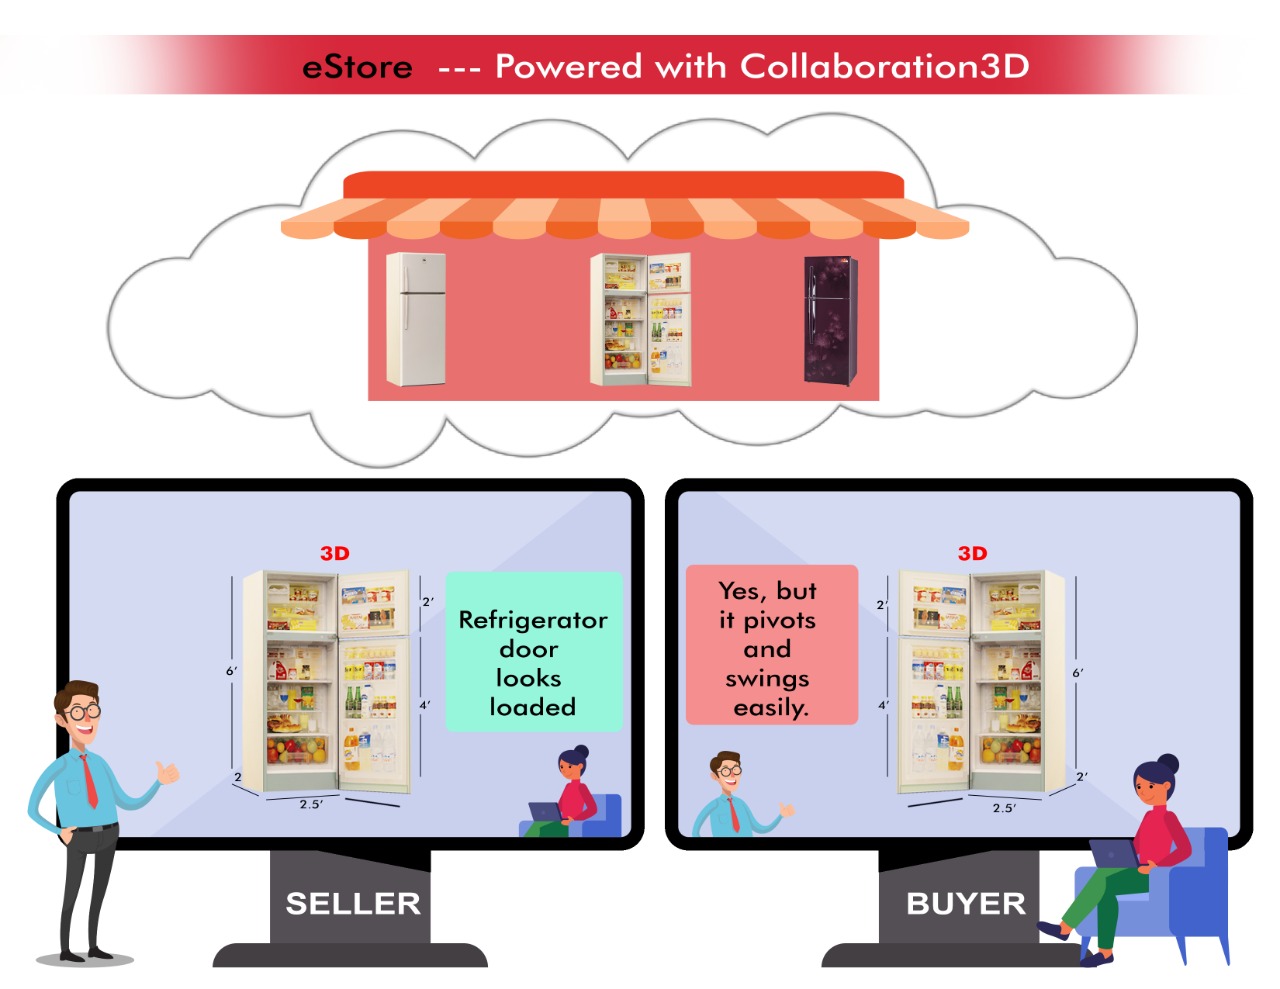 eStore --- Powered with Collaboration3D
3D
2'
6'
4'
2
2.5'
Refrigerator
door
looks
loaded
SELLER
3D
Yes, but
it pivots
and
swings
easily.
2'
6'
4'
2'
2.5'
BUYER